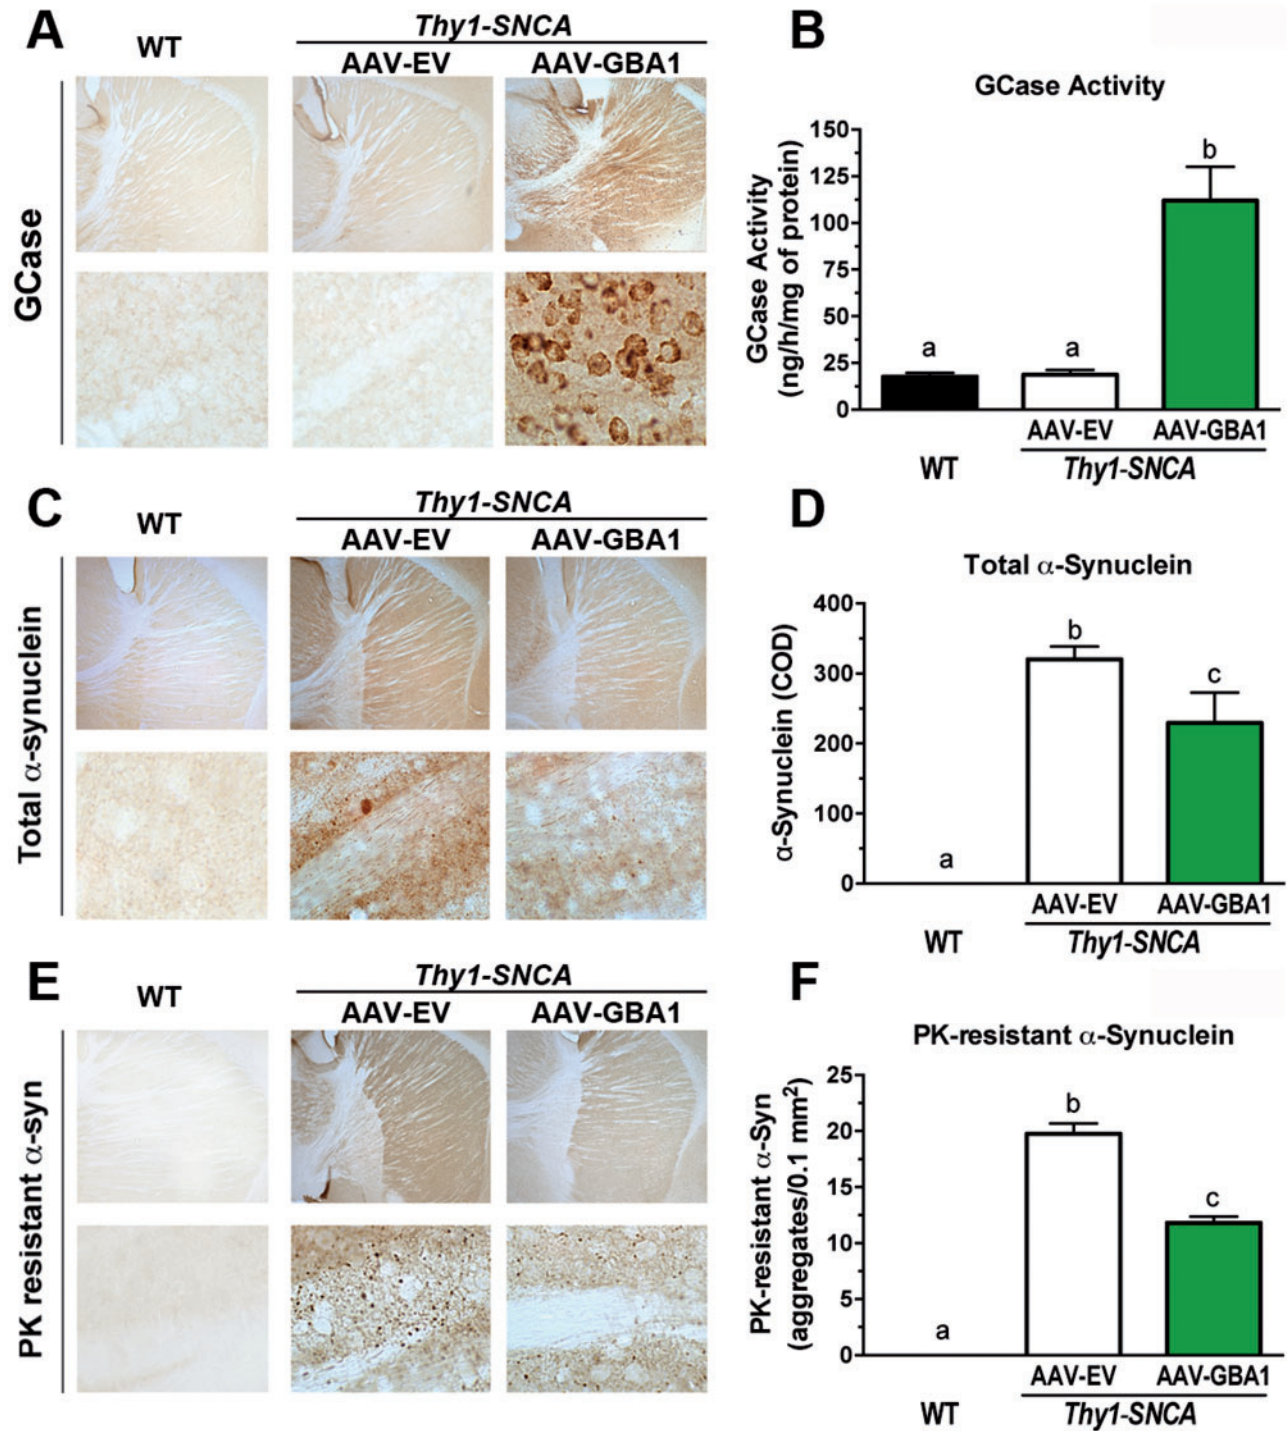 A
WT
Thy1-SNCA
AAV-EV
AAV-GBA1
GCase
B
GCase Activity
GCase Activity
(ng/h/mg of protein)
150
125
100
75
50
25
0
a
a
b
AAV-EV
AAV-GBA1
WT
Thy1-SNCA
C
WT
Thy1-SNCA
AAV-EV
AAV-GBA1
Total α-synuclein
D
Total α-Synuclein
α-Synuclein (COD)
400
300
200
100
0
a
b
c
AAV-EV
AAV-GBA1
WT
Thy1-SNCA
E
WT
Thy1-SNCA
AAV-EV
AAV-GBA1
PK resistant α-syn
F
PK-resistant α-Synuclein
PK-resistant α-Syn
(aggregates/0.1 mm²)
25
20
15
10
5
0
a
b
c
AAV-EV
AAV-GBA1
WT
Thy1-SNCA